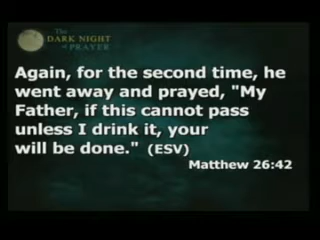 The
DARK NIGHT
of PRAYER
Again, for the second time, he
went away and prayed, "My
Father, if this cannot pass
unless I drink it, your
will be done." (ESV)
Matthew 26:42